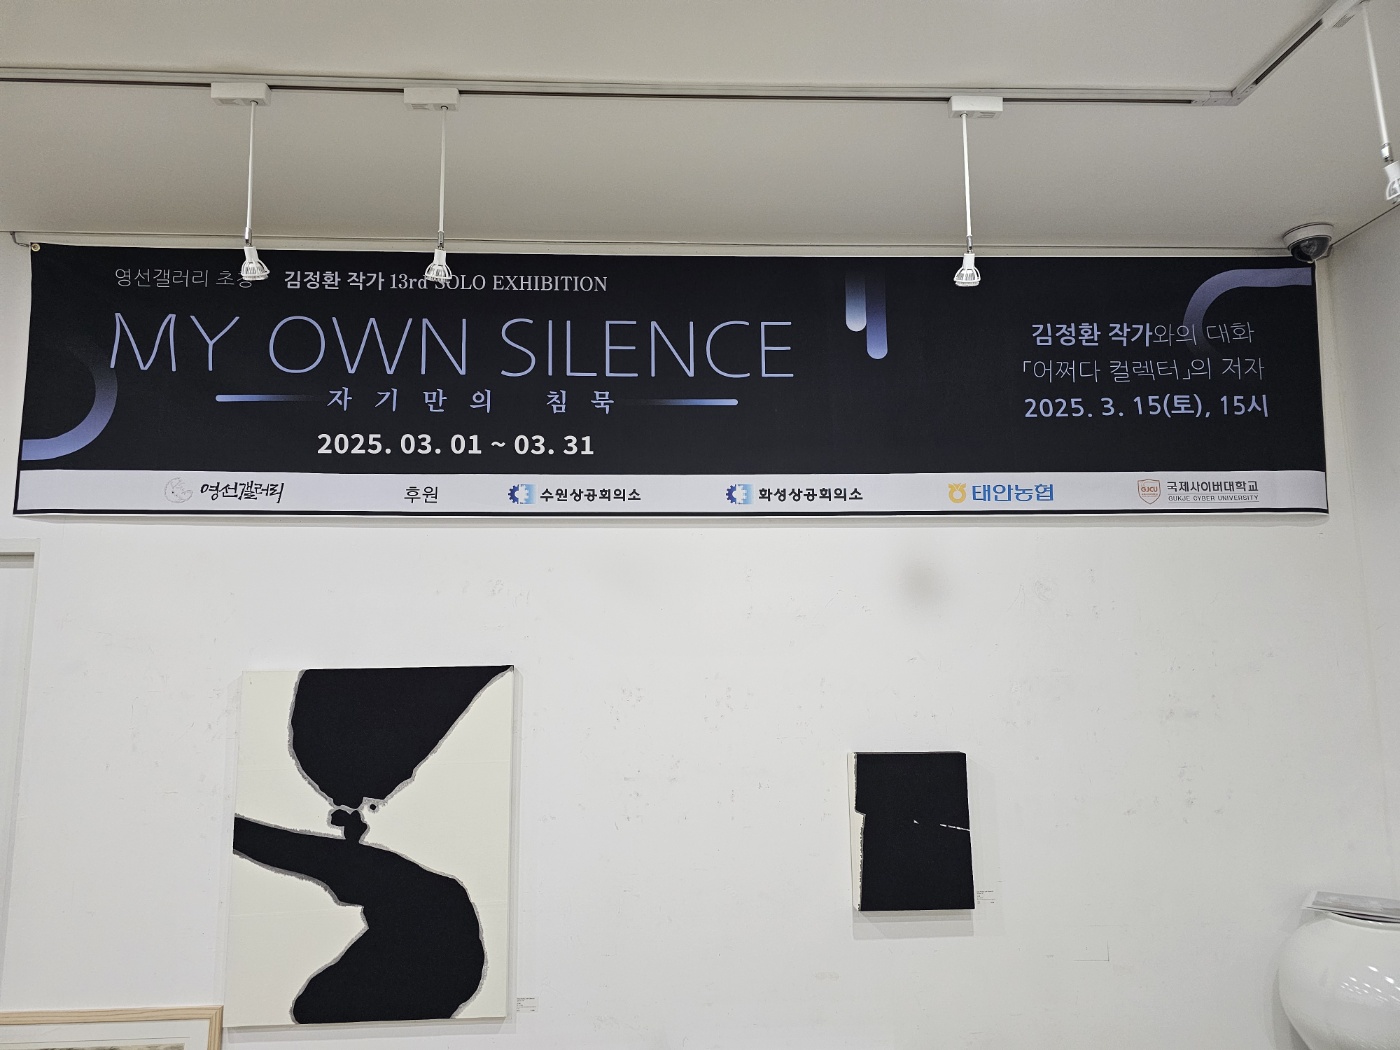 영선갤러리 초 김정환 작가 13rd SOLO EXHIBITION
MY OWN SILENCE
자기만의 침묵
2025. 03. 01 ~ 03. 31
김정환 작가와의 대화
「어쩌다 컬렉터」의 저자
2025. 3. 15(토), 15시
영선갤러리 후원 수원상공회의소 화성상공회의소 태안농협 GJCU 국제사이버대학교
GUKJE CYBER UNIVERSITY